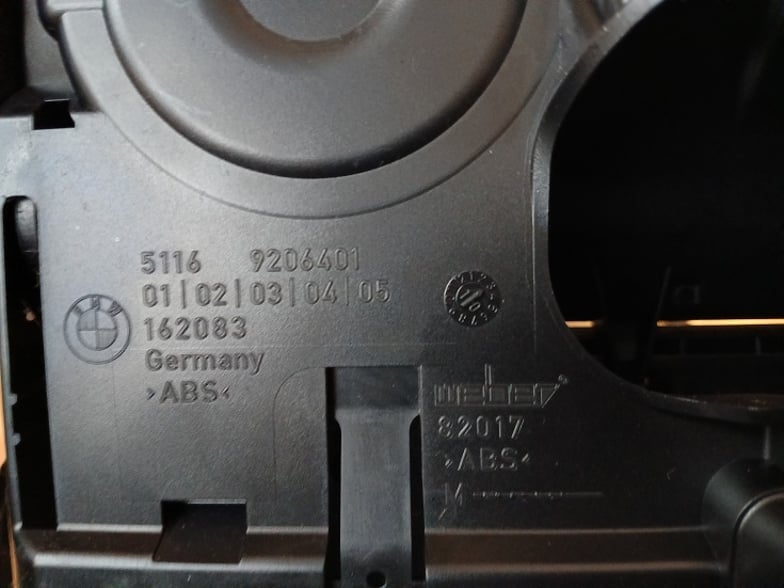 5116 9206401
01|02|03|04|05
162083
Germany
>ABS<
weber
82017
>ABS<
M